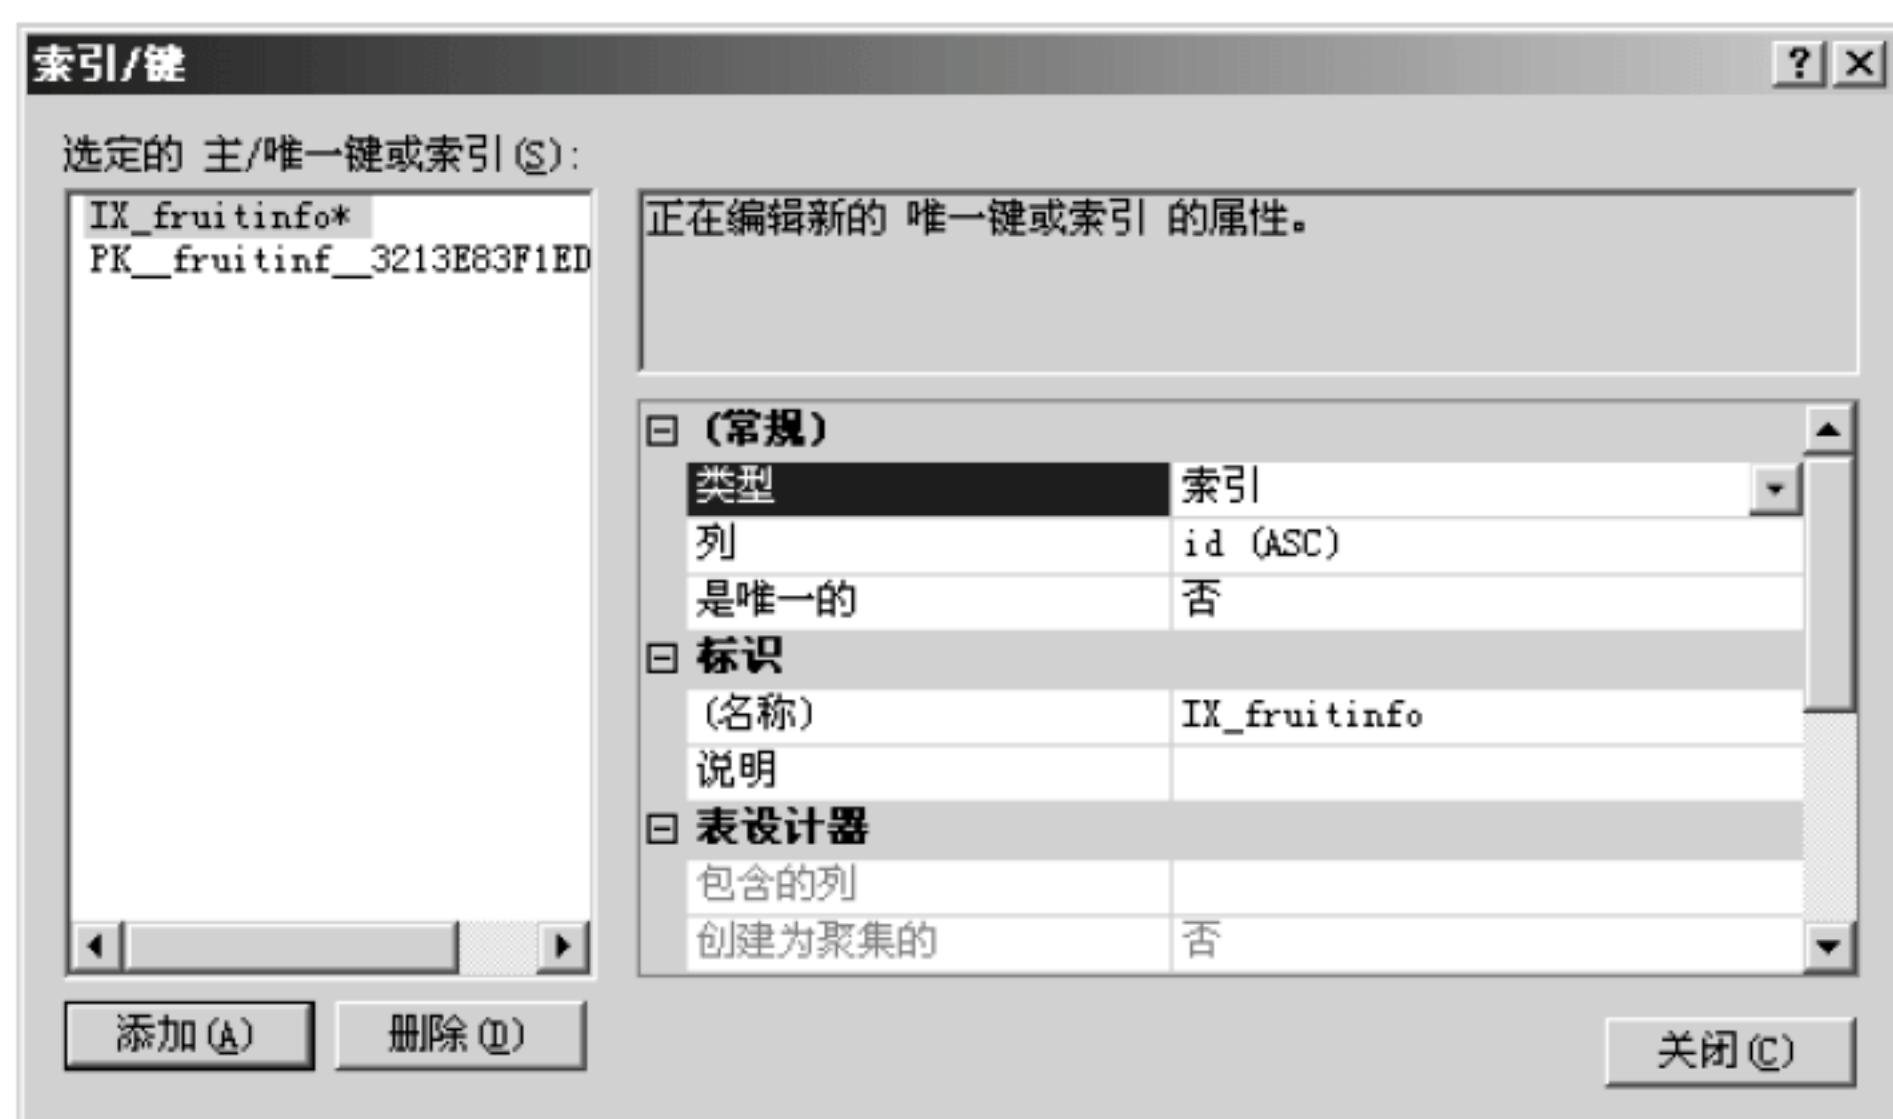 索引/键
选定的 主/唯一键或索引(S):
IX_fruitinfo*
PK__fruitinf__3213E83F1ED
正在编辑新的 唯一键或索引 的属性。
(常规)
类型 索引
列 id (ASC)
是唯一的 否
标识
(名称) IX_fruitinfo
说明
表设计器
包含的列
创建为聚集的 否
添加(A) 删除(D)
关闭(C)